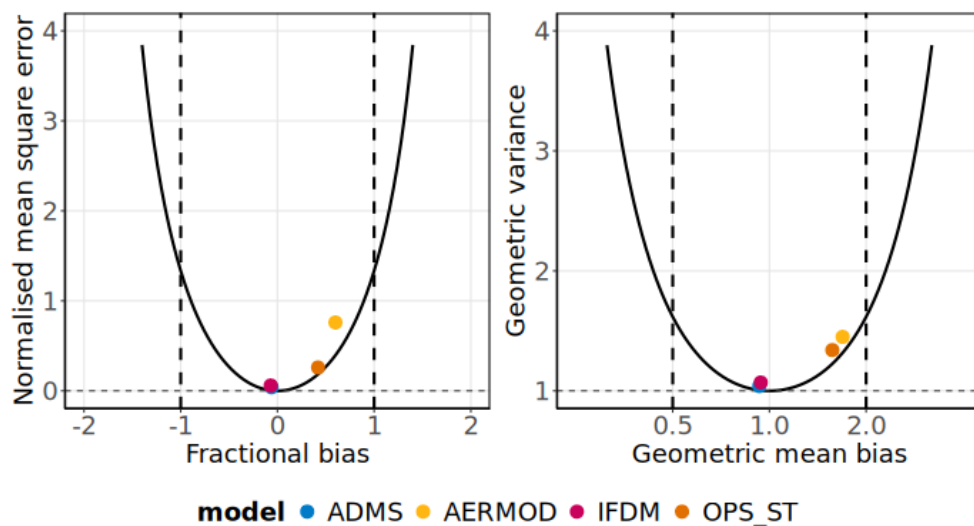 Normalised mean square error
4
3
2
1
0
-2 -1 0 1 2
Fractional bias
Geometric variance
4
3
2
1
0.5 1.0 2.0
Geometric mean bias
model ADMS AERMOD IFDM OPS_ST